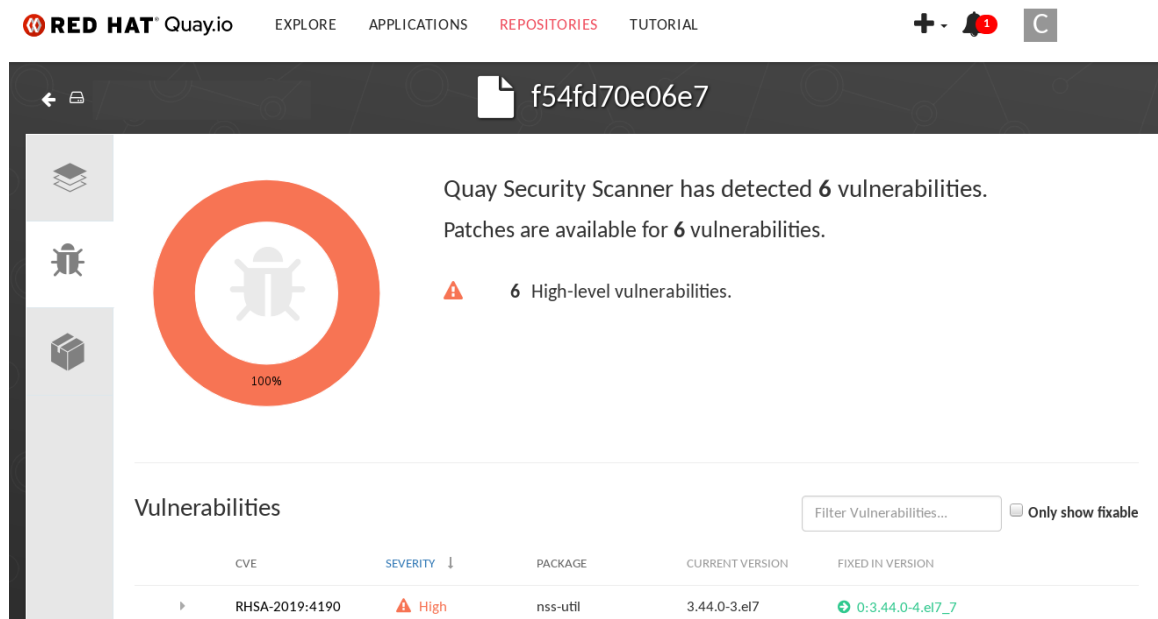 RED HAT® Quay.io EXPLORE APPLICATIONS REPOSITORIES TUTORIAL 1 C
f54fd70e06e7
Quay Security Scanner has detected 6 vulnerabilities.
Patches are available for 6 vulnerabilities.
6 High-level vulnerabilities.
100%
Vulnerabilities Filter Vulnerabilities... Only show fixable
CVE SEVERITY PACKAGE CURRENT VERSION FIXED IN VERSION
RHSA-2019:4190 High nss-util 3.44.0-3.el7 0:3.44.0-4.el7_7